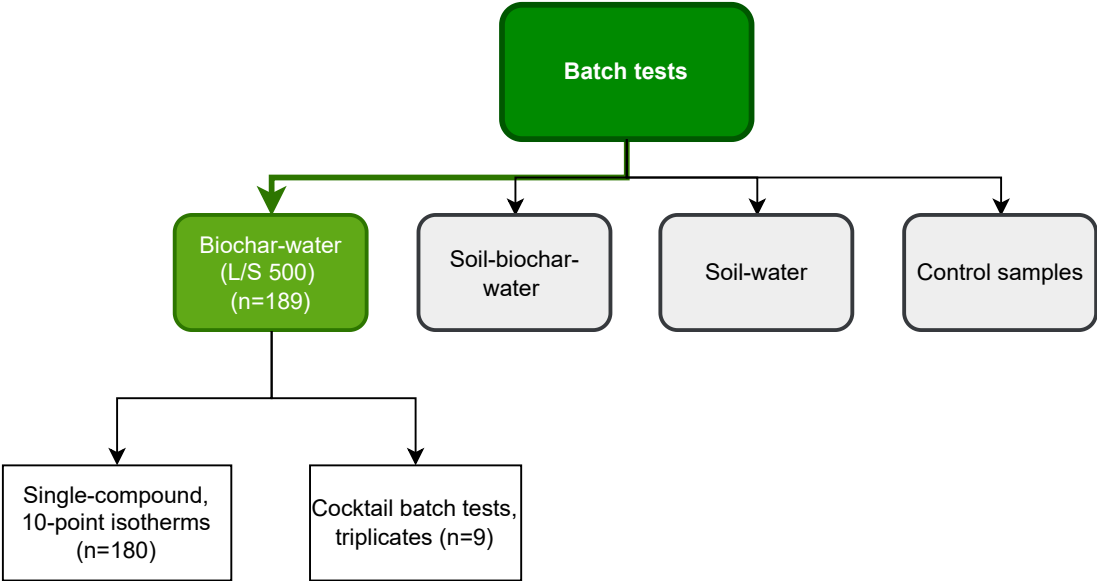 Batch tests
Biochar-water
(L/S 500)
(n=189)
Soil-biochar-
water
Soil-water
Control samples
Single-compound,
10-point isotherms
(n=180)
Cocktail batch tests,
triplicates (n=9)